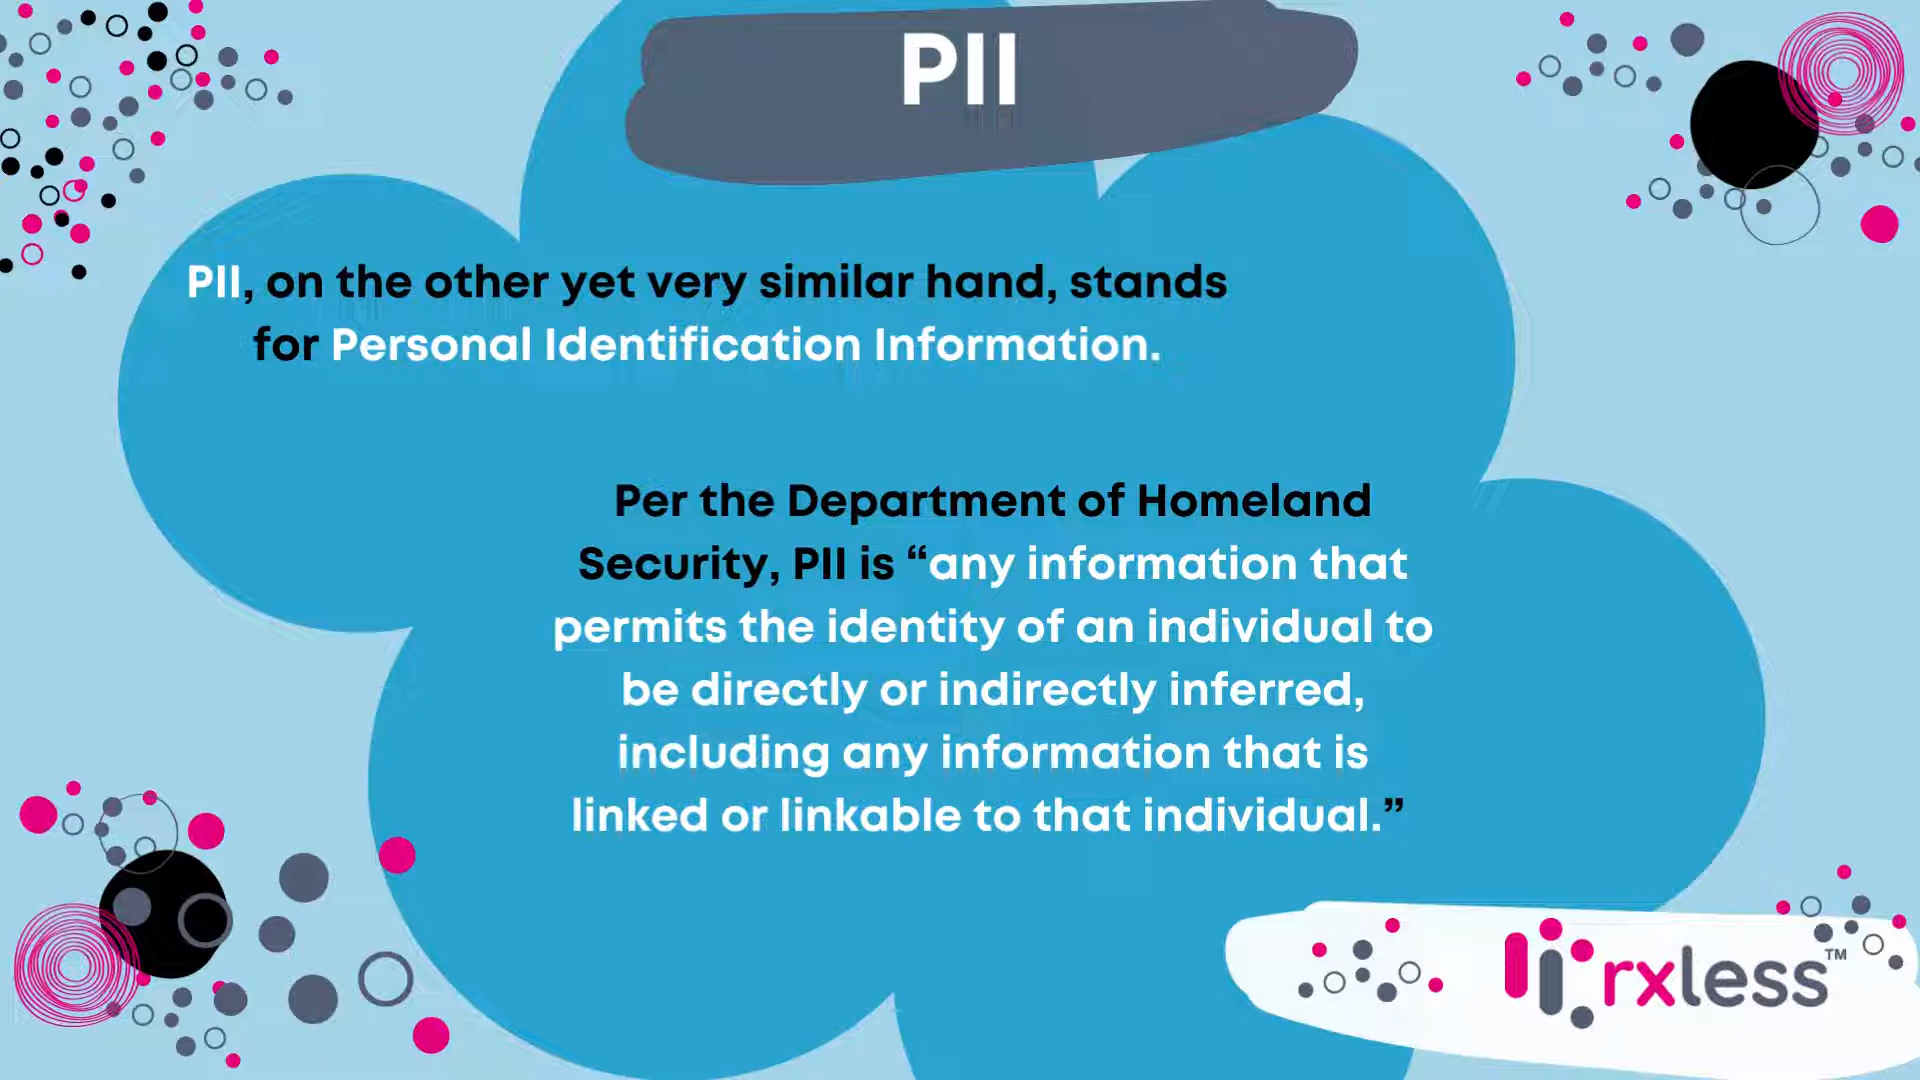 PII
PII, on the other yet very similar hand, stands
for Personal Identification Information.
Per the Department of Homeland
Security, PII is “any information that
permits the identity of an individual to
be directly or indirectly inferred,
including any information that is
linked or linkable to that individual.”
rxless™